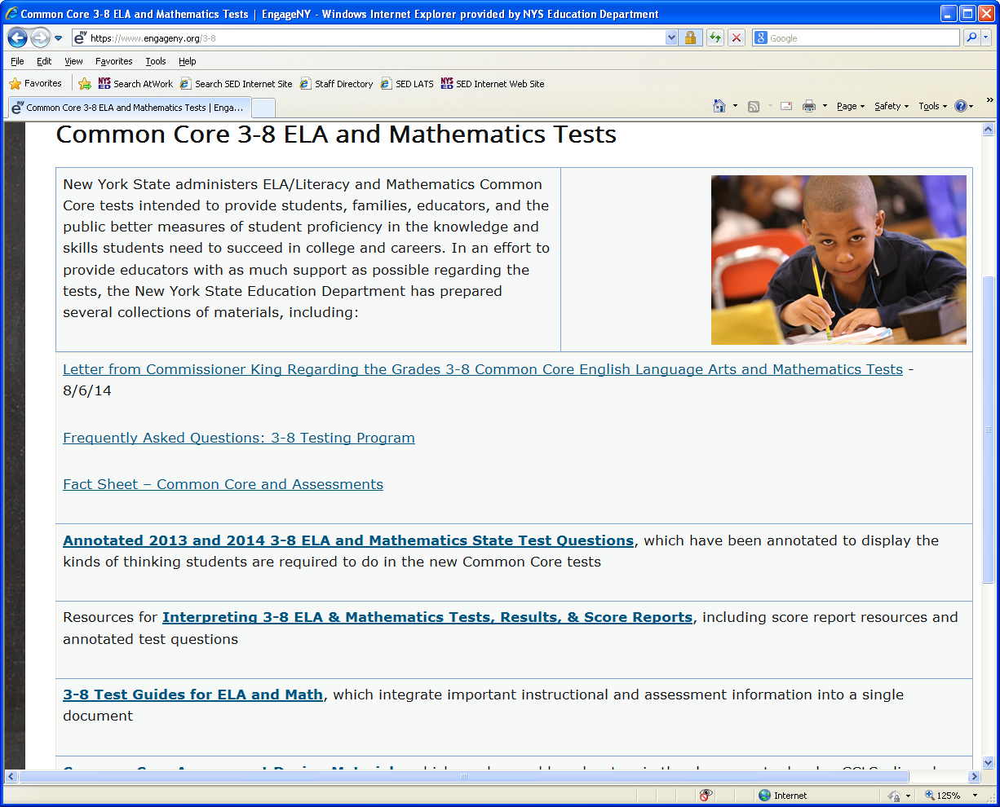 Common Core 3-8 ELA and Mathematics Tests | EngageNY - Windows Internet Explorer provided by NYS Education Department
https://www.engageny.org/3-8
Google
File Edit View Favorites Tools Help
Favorites Search AtWork Search SED Internet Site Staff Directory SED LATS SED Internet Web Site
Common Core 3-8 ELA and Mathematics Tests | Enga... Page Safety Tools
Common Core 3-8 ELA and Mathematics Tests
New York State administers ELA/Literacy and Mathematics Common
Core tests intended to provide students, families, educators, and the
public better measures of student proficiency in the knowledge and
skills students need to succeed in college and careers. In an effort to
provide educators with as much support as possible regarding the
tests, the New York State Education Department has prepared
several collections of materials, including:
Letter from Commissioner King Regarding the Grades 3-8 Common Core English Language Arts and Mathematics Tests -
8/6/14
Frequently Asked Questions: 3-8 Testing Program
Fact Sheet – Common Core and Assessments
Annotated 2013 and 2014 3-8 ELA and Mathematics State Test Questions, which have been annotated to display the
kinds of thinking students are required to do in the new Common Core tests
Resources for Interpreting 3-8 ELA & Mathematics Tests, Results, & Score Reports, including score report resources and
annotated test questions
3-8 Test Guides for ELA and Math, which integrate important instructional and assessment information into a single
document
Internet 125%